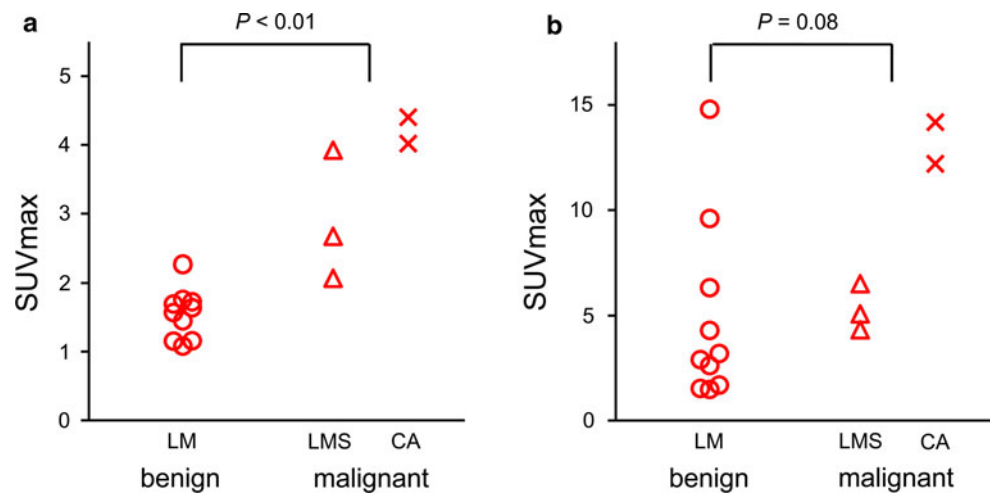 a
P < 0.01
SUVmax
5
4
3
2
1
0
LM
LMS
CA
benign
malignant
b
P = 0.08
SUVmax
15
10
5
0
LM
LMS
CA
benign
malignant